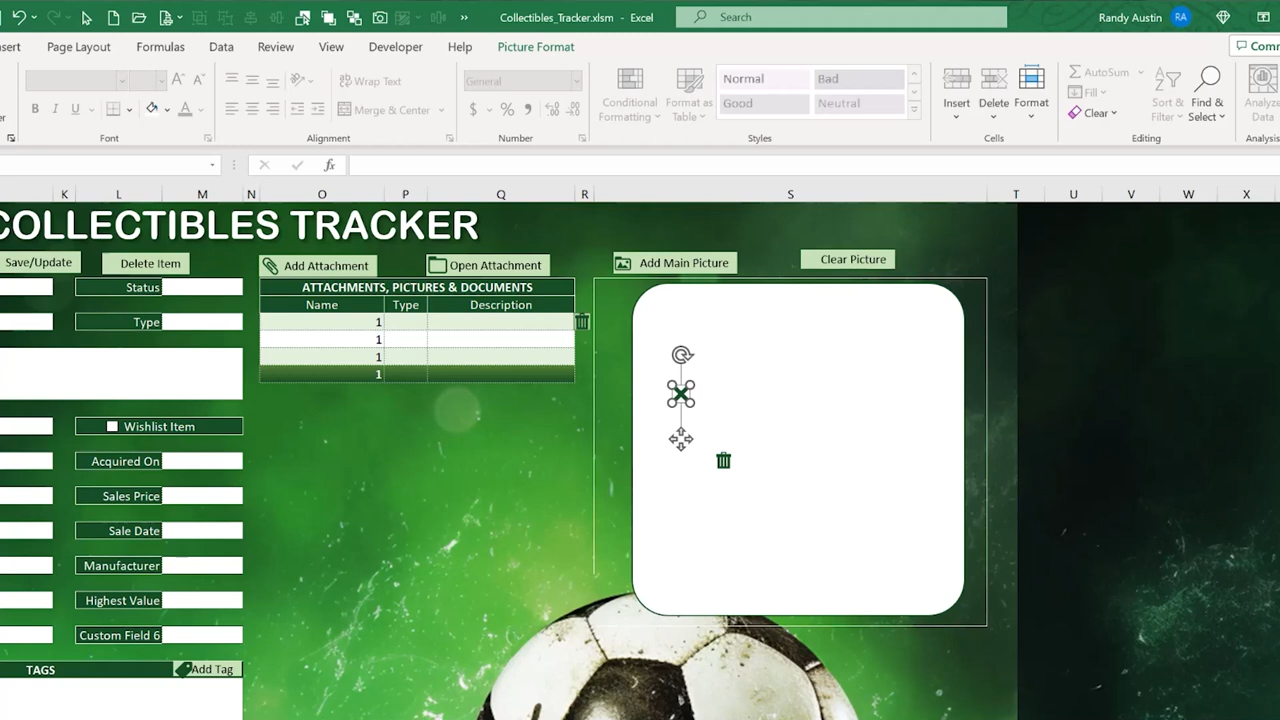 Collectibles_Tracker.xlsm - Excel
Search
Randy Austin
RA
Page Layout
Formulas
Data
Review
View
Developer
Help
Picture Format
General
Wrap Text
Merge & Center
B I U
A
$ % ,
Conditional Formatting
Format as Table
Normal
Bad
Good
Neutral
Insert
Delete
Format
AutoSum
Fill
Clear
Sort & Filter
Find & Select
Analyze Data
Font
Alignment
Number
Styles
Cells
Editing
Analysis
fx
K L M N O P Q R S T U V W X
COLLECTIBLES TRACKER
Save/Update
Delete Item
Add Attachment
Open Attachment
Add Main Picture
Clear Picture
Status
ATTACHMENTS, PICTURES & DOCUMENTS
Name Type Description
Type
1
1
1
1
Wishlist Item
Acquired On
Sales Price
Sale Date
Manufacturer
Highest Value
Custom Field 6
TAGS
Add Tag